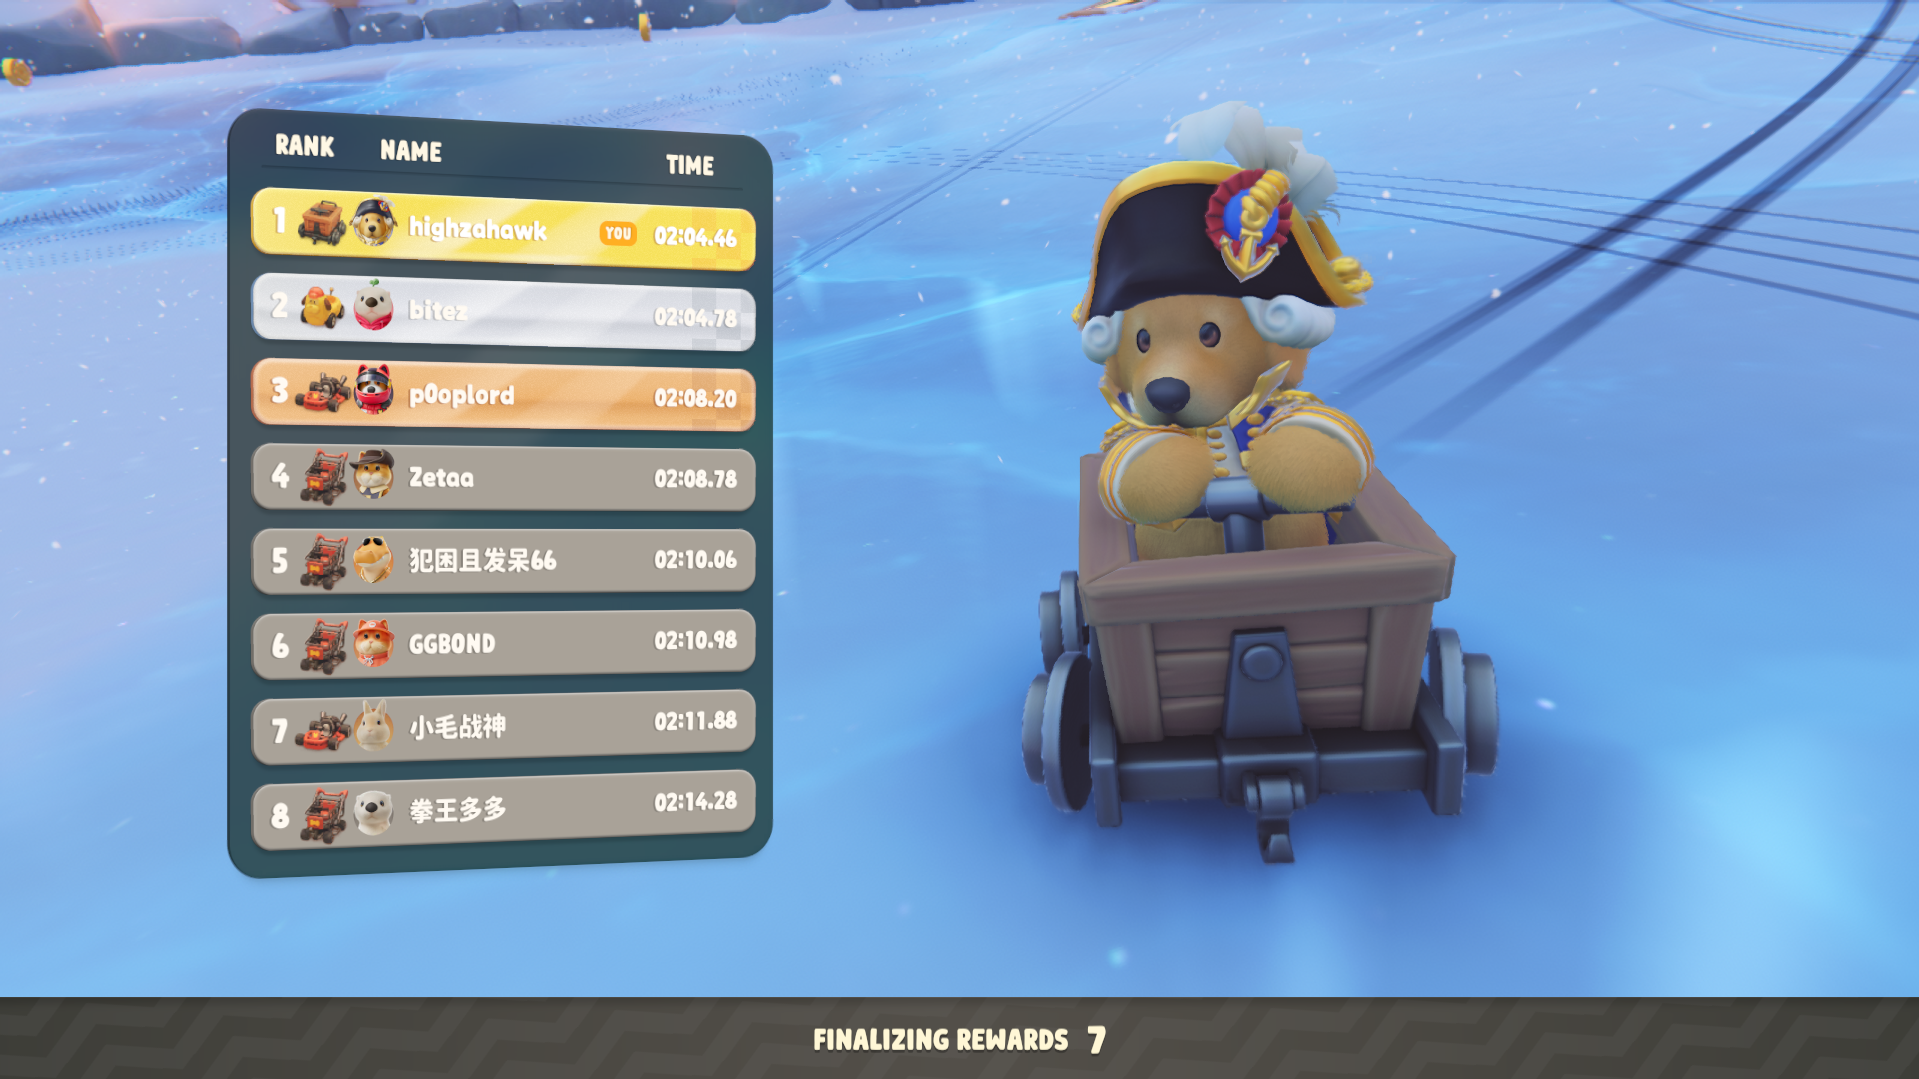 RANK NAME TIME
1 highzahawk YOU 02:04.46
2 bitez 02:04.78
3 p0oplord 02:08.20
4 Zetaa 02:08.78
5 犯困且发呆66 02:10.06
6 GGBOND 02:10.98
7 小毛战神 02:11.88
8 拳王多多 02:14.28
FINALIZING REWARDS 7